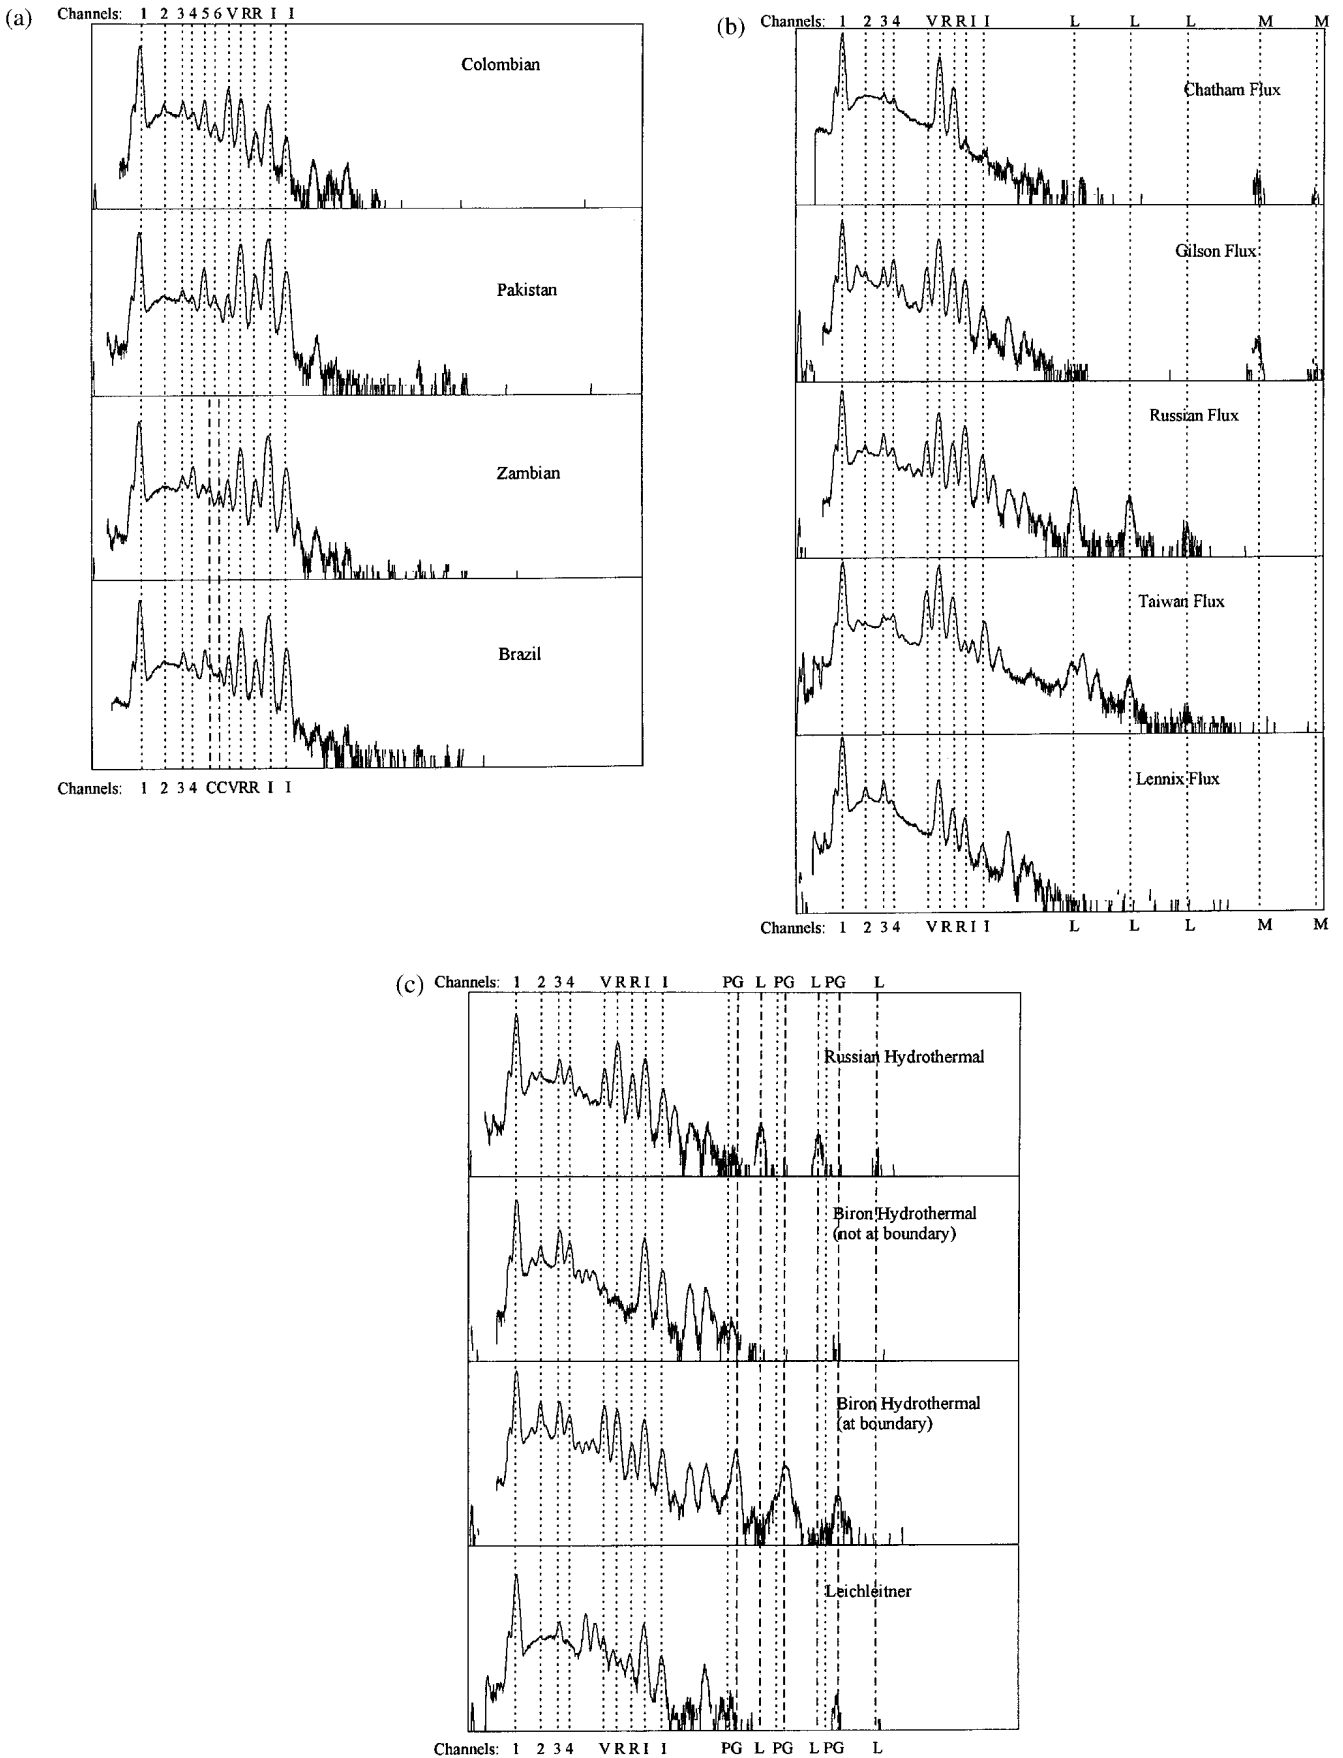 (a)
Channels: 1 2 3 4 5 6 V RR I I
Colombian
Pakistan
Zambian
Brazil
Channels: 1 2 3 4 CCVRR I I
(b)
Channels: 1 2 3 4 V R R I I L L L M M
Chatham Flux
Gilson Flux
Russian Flux
Taiwan Flux
Lennix Flux
Channels: 1 2 3 4 V R R I I L L L M M
(c)
Channels: 1 2 3 4 V R R I I PG L PG L PG L
Russian Hydrothermal
Biron Hydrothermal
(not at boundary)
Biron Hydrothermal
(at boundary)
Leichleitner
Channels: 1 2 3 4 V R R I I PG L PG L PG L